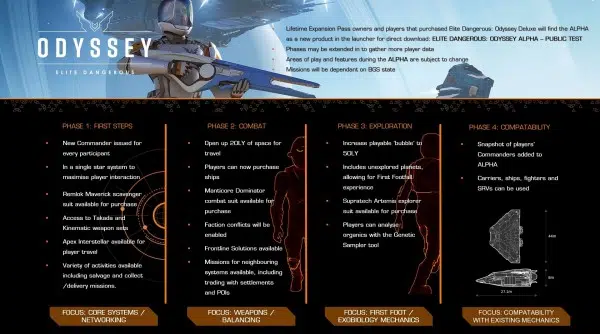 ODYSSEY
ELITE DANGEROUS
Lifetime Expansion Pass owners and players that purchased Elite Dangerous: Odyssey Deluxe will find the ALPHA
as a new product in the launcher for direct download: ELITE DANGEROUS: ODYSSEY ALPHA – PUBLIC TEST
Phases may be extended in to gather more player data
Areas of play and features during the ALPHA are subject to change
Missions will be dependant on BGS state
PHASE 1: FIRST STEPS
New Commander issued for
every participant
In a single star system to
maximise player interaction
Remlok Maverick scavenger
suit available for purchase
Access to Takada and
Kinematic weapon sets
Apex Interstellar available for
player travel
Variety of activities available
including salvage and collect
/delivery missions.
FOCUS: CORE SYSTEMS /
NETWORKING
PHASE 2: COMBAT
Open up 20LY of space for
travel
Players can now purchase
ships
Manticore Dominator
combat suit available for
purchase
Faction conflicts will be
enabled
Frontline Solutions available
Missions for neighbouring
systems available, including
trading with settlements
and POIs
FOCUS: WEAPONS /
BALANCING
PHASE 3: EXPLORATION
Increase playable 'bubble' to
50LY
Includes unexplored planets,
allowing for First Footfall
experience
Supratech Artemis explorer
suit available for purchase
Players can analyse
organics with the Genetic
Sampler tool
FOCUS: FIRST FOOT /
EXOBIOLOGY MECHANICS
PHASE 4: COMPATABILITY
Snapshot of players'
Commanders added to
ALPHA
Carriers, ships, fighters and
SRVs can be used
FOCUS: COMPATABILITY
WITH EXISTING MECHANICS